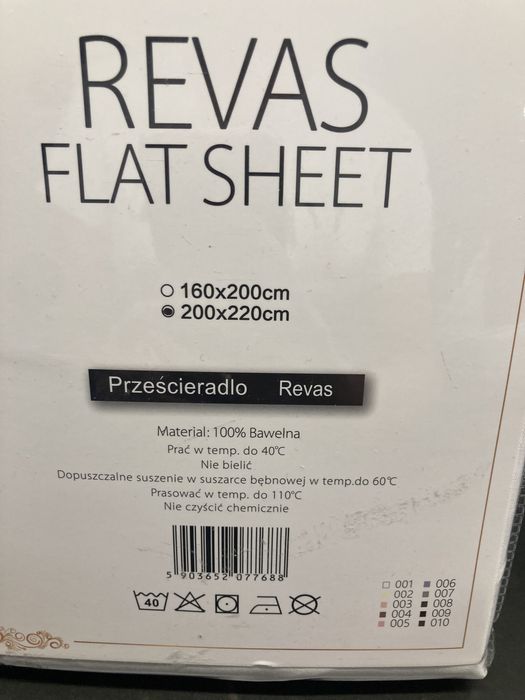 REVAS
FLAT SHEET
160x200cm
200x220cm
Prześcieradlo Revas
Material: 100% Bawelna
Prać w temp. do 40°C
Nie bielić
Dopuszczalne suszenie w suszarce bębnowej w temp.do 60°C
Prasować w temp. do 110°C
Nie czyścić chemicznie
5 903652 077688
40
001 006
002 007
003 008
004 009
005 010